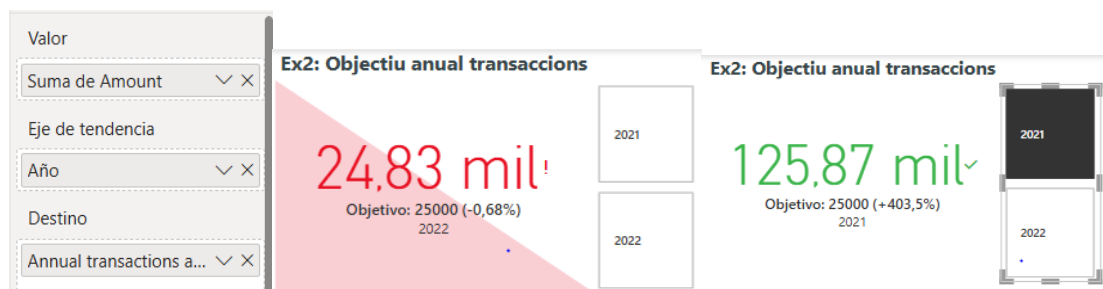 Valor
Suma de Amount
Eje de tendencia
Año
Destino
Annual transactions a...
Ex2: Objectiu anual transaccions
24,83 mil!
Objetivo: 25000 (-0,68%)
2022
2021
2022
Ex2: Objectiu anual transaccions
125,87 mil
Objetivo: 25000 (+403,5%)
2021
2021
2022